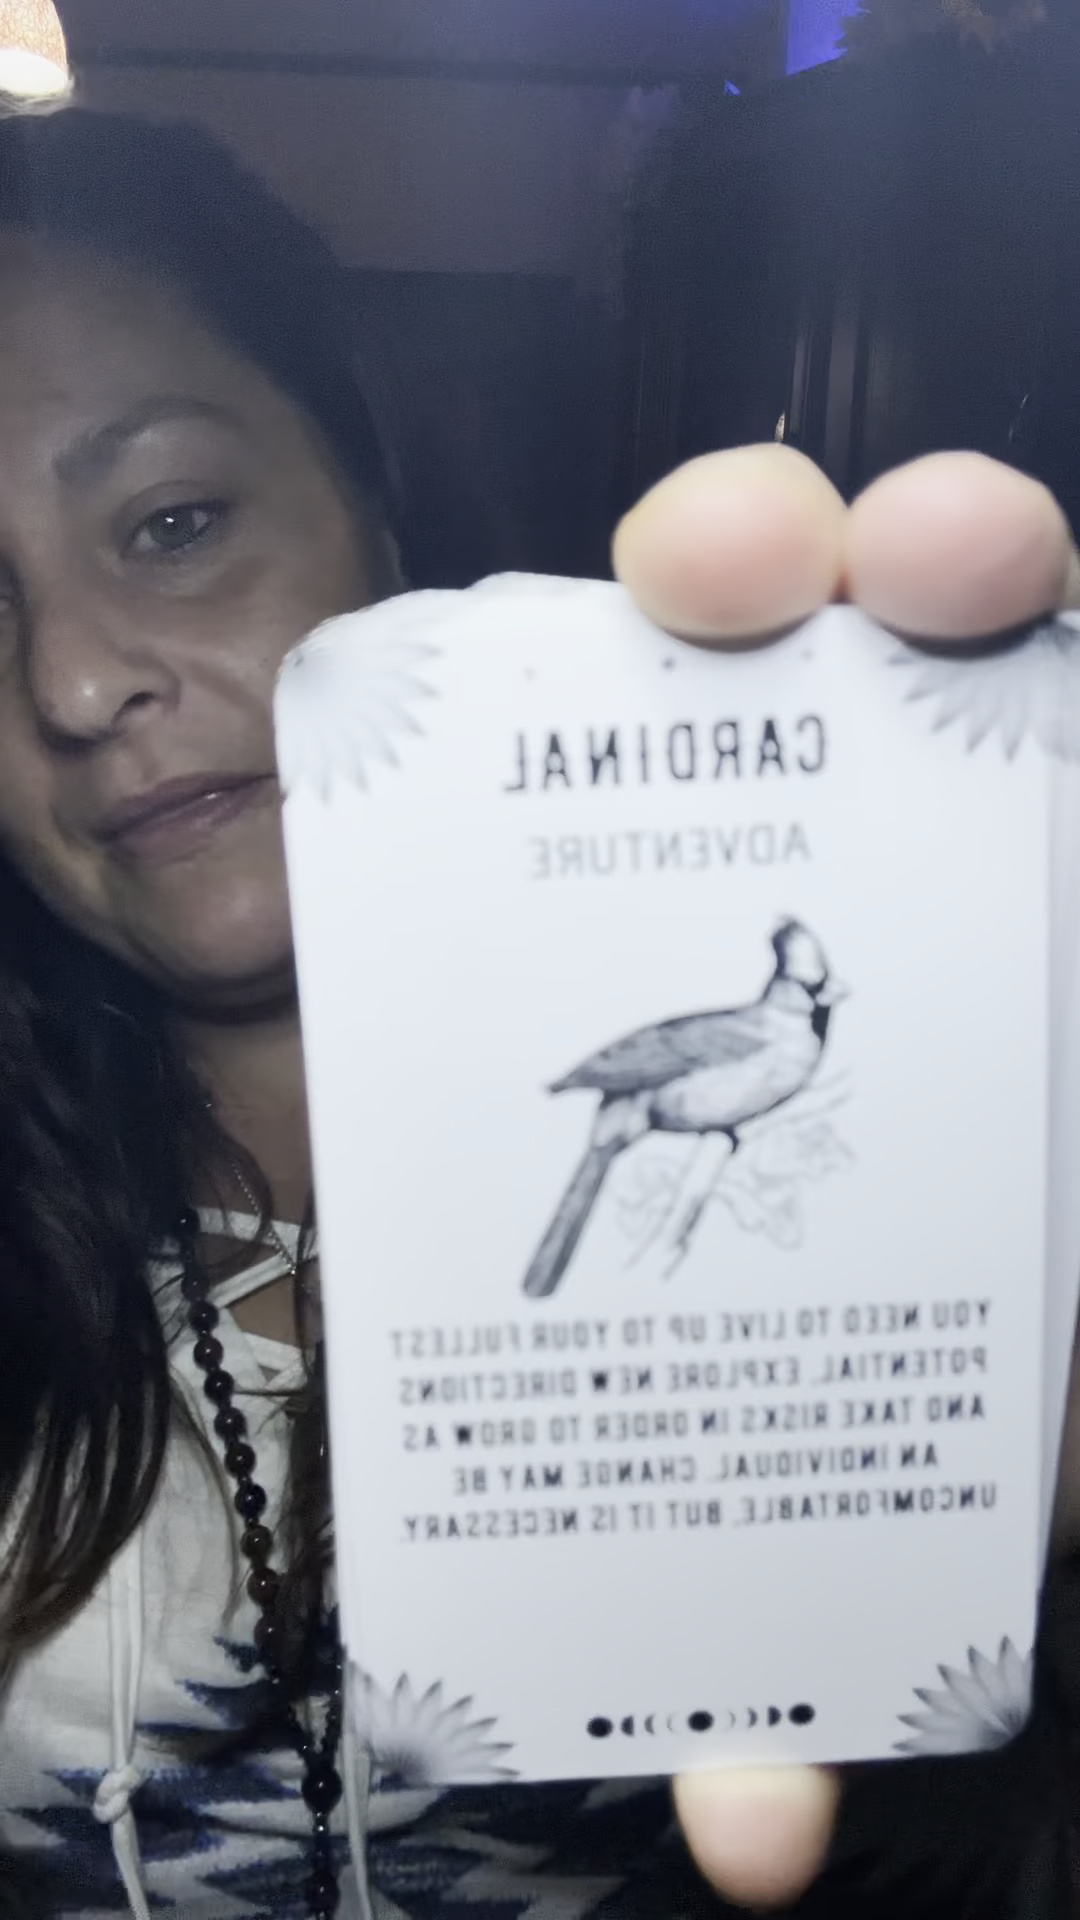 CARDINAL
ADVENTURE
YOU NEED TO LIVE UP TO YOUR FULLEST
POTENTIAL, EXPLORE NEW DIRECTIONS
AND TAKE RISKS IN ORDER TO GROW AS
AN INDIVIDUAL. CHANGE MAY BE
UNCOMFORTABLE, BUT IT IS NECESSARY.